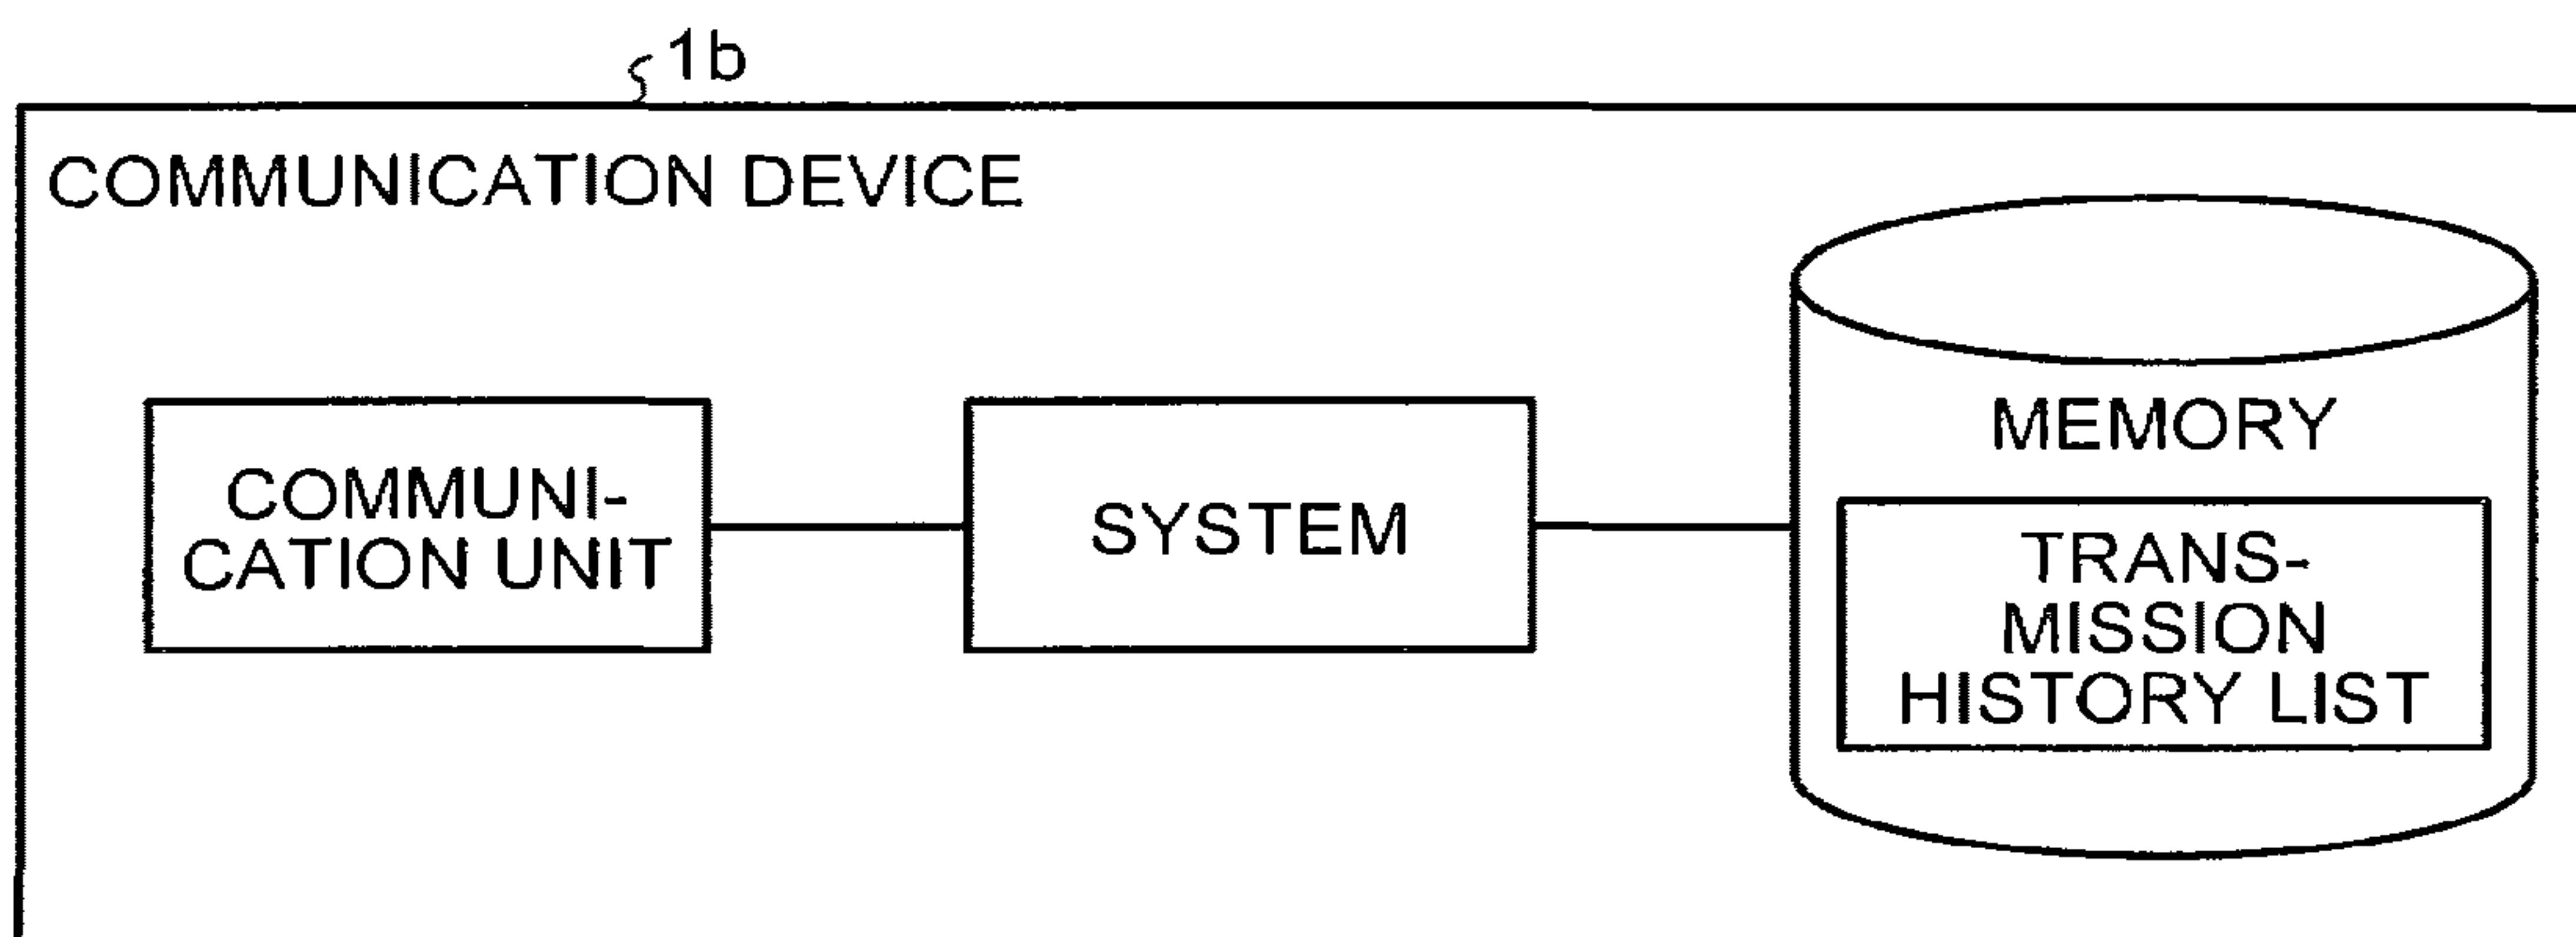 1b
COMMUNICATION DEVICE
COMMUNI-
CATION UNIT
SYSTEM
MEMORY
TRANS-
MISSION
HISTORY LIST